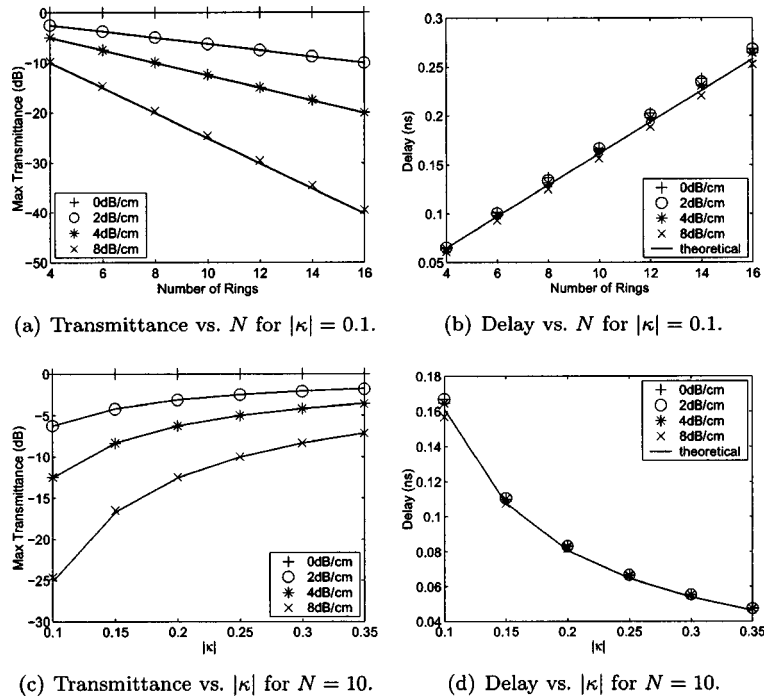 0
−10
−20
−30
−40
−50
Max Transmittance (dB)
0dB/cm
2dB/cm
4dB/cm
8dB/cm
4 6 8 10 12 14 16
Number of Rings
(a) Transmittance vs. N for |κ| = 0.1.
0.3
0.25
0.2
0.15
0.1
0.05
Delay (ns)
0dB/cm
2dB/cm
4dB/cm
8dB/cm
theoretical
4 6 8 10 12 14 16
Number of Rings
(b) Delay vs. N for |κ| = 0.1.
0
−5
−10
−15
−20
−25
−30
Max Transmittance (dB)
0dB/cm
2dB/cm
4dB/cm
8dB/cm
0.1 0.15 0.2 0.25 0.3 0.35
|κ|
(c) Transmittance vs. |κ| for N = 10.
0.18
0.16
0.14
0.12
0.1
0.08
0.06
0.04
Delay (ns)
0dB/cm
2dB/cm
4dB/cm
8dB/cm
theoretical
0.1 0.15 0.2 0.25 0.3 0.35
|κ|
(d) Delay vs. |κ| for N = 10.